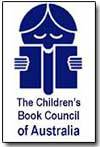 The Children's
Book Council
of Australia